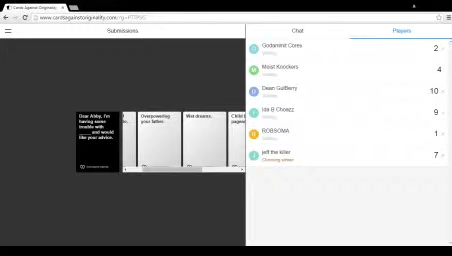 Cards Against Originality
www.cardsagainstoriginality.com
Submissions
Chat
Players
Dear Abby, I'm
having some
trouble with
_____ and would
like your advice.
Overpowering
your father.
Wet dreams.
Child
Godammit Cores
2
Moist Knockers
4
Dean GulBerry
10
Ida B Choezz
9
ROBSOMA
1
jeff the killer
Choosing winner
7